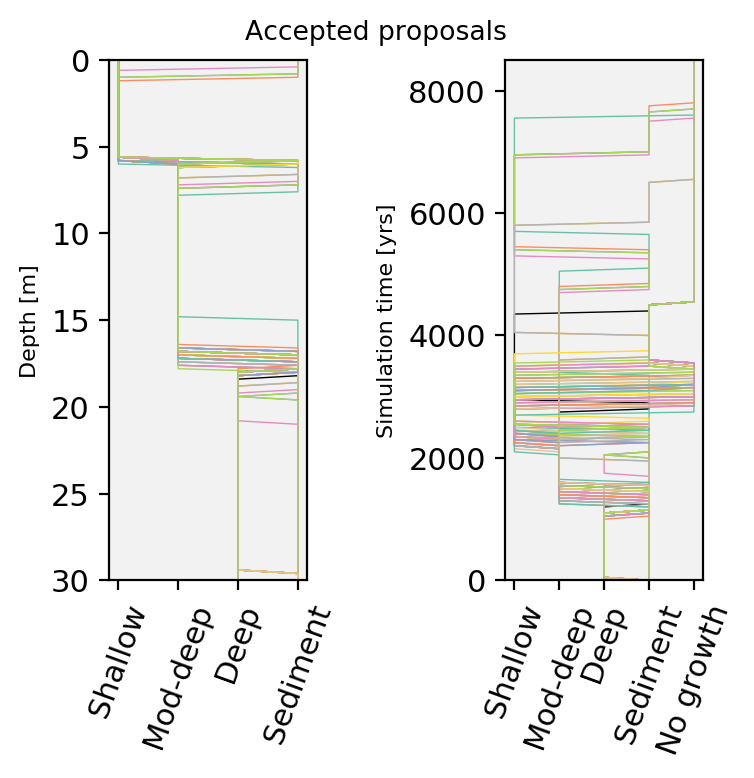 Accepted proposals
Depth [m]
0
5
10
15
20
25
30
Shallow
Mod-deep
Deep
Sediment
Simulation time [yrs]
8000
6000
4000
2000
0
Shallow
Mod-deep
Deep
Sediment
No growth